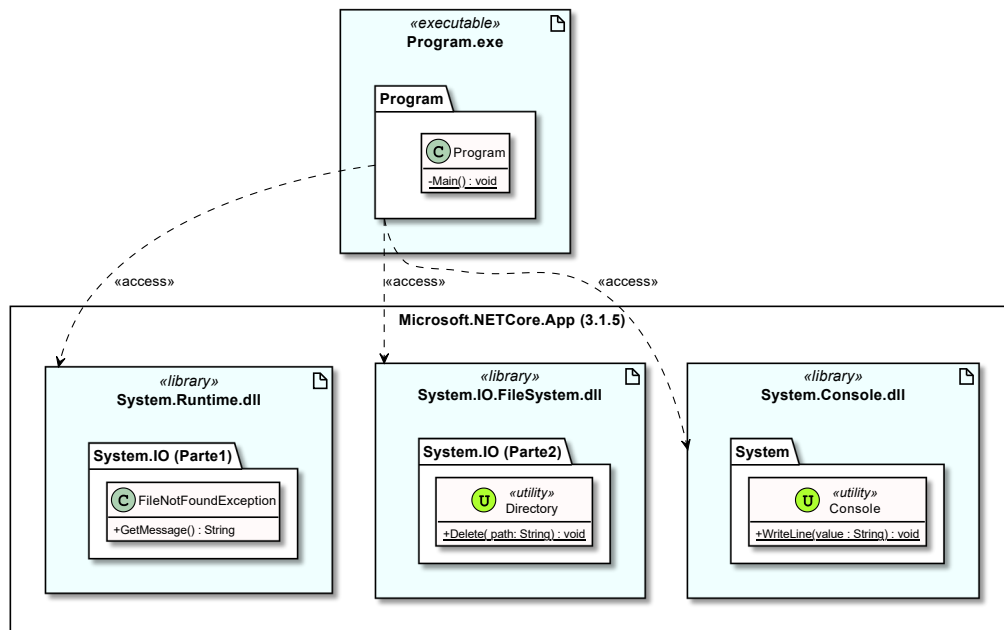 «executable»
Program.exe
Program
C Program
-Main() : void
«access»
«access»
«access»
Microsoft.NETCore.App (3.1.5)
«library»
System.Runtime.dll
System.IO (Parte1)
C FileNotFoundException
+GetMessage() : String
«library»
System.IO.FileSystem.dll
System.IO (Parte2)
U «utility»
Directory
+Delete( path: String) : void
«library»
System.Console.dll
System
U «utility»
Console
+WriteLine(value : String) : void